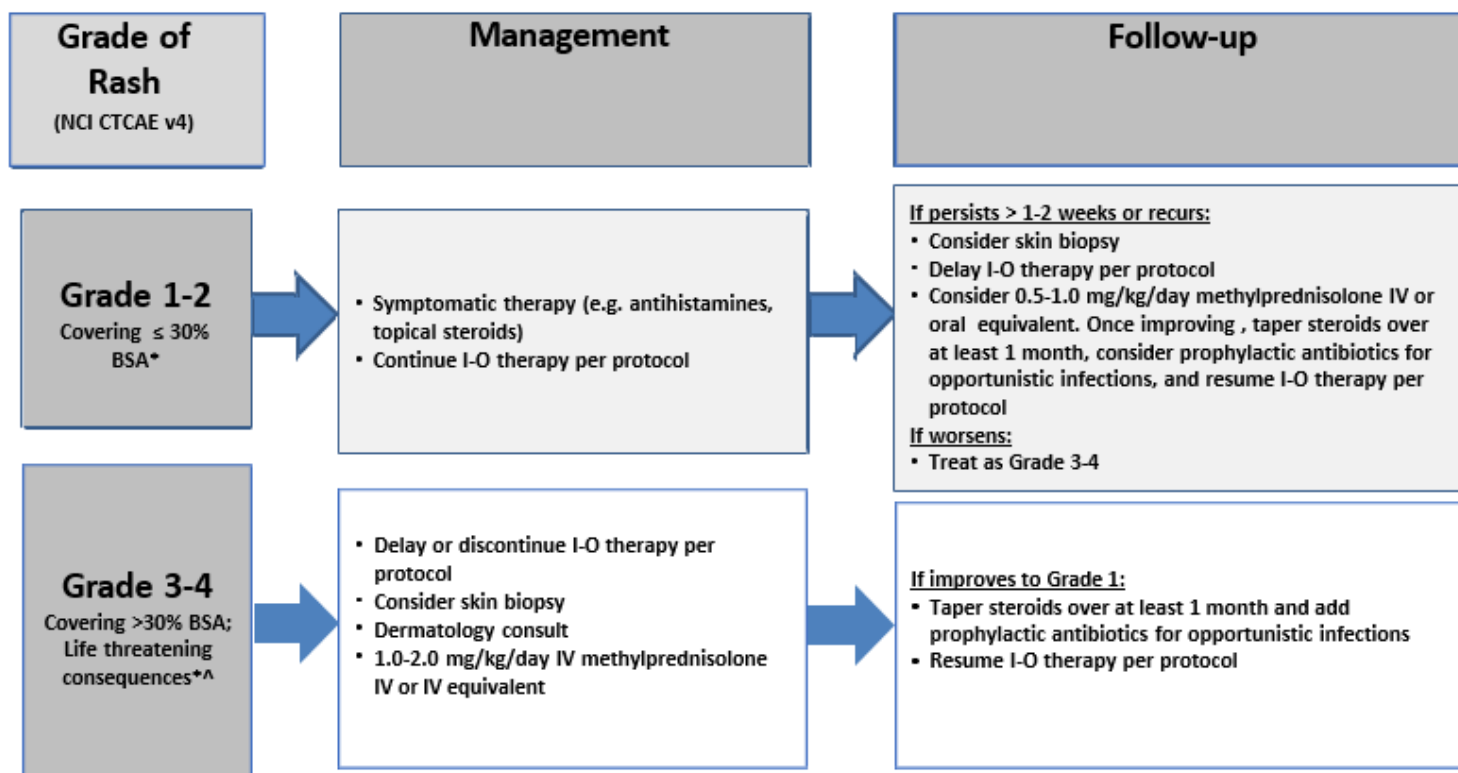 Grade of
Rash
(NCI CTCAE v4)
Management
Follow-up
Grade 1-2
Covering ≤ 30%
BSA*
• Symptomatic therapy (e.g. antihistamines,
topical steroids)
• Continue I-O therapy per protocol
If persists > 1-2 weeks or recurs:
• Consider skin biopsy
• Delay I-O therapy per protocol
• Consider 0.5-1.0 mg/kg/day methylprednisolone IV or
oral equivalent. Once improving , taper steroids over
at least 1 month, consider prophylactic antibiotics for
opportunistic infections, and resume I-O therapy per
protocol
If worsens:
• Treat as Grade 3-4
Grade 3-4
Covering >30% BSA;
Life threatening
consequences*^
• Delay or discontinue I-O therapy per
protocol
• Consider skin biopsy
• Dermatology consult
• 1.0-2.0 mg/kg/day IV methylprednisolone
IV or IV equivalent
If improves to Grade 1:
• Taper steroids over at least 1 month and add
prophylactic antibiotics for opportunistic infections
• Resume I-O therapy per protocol